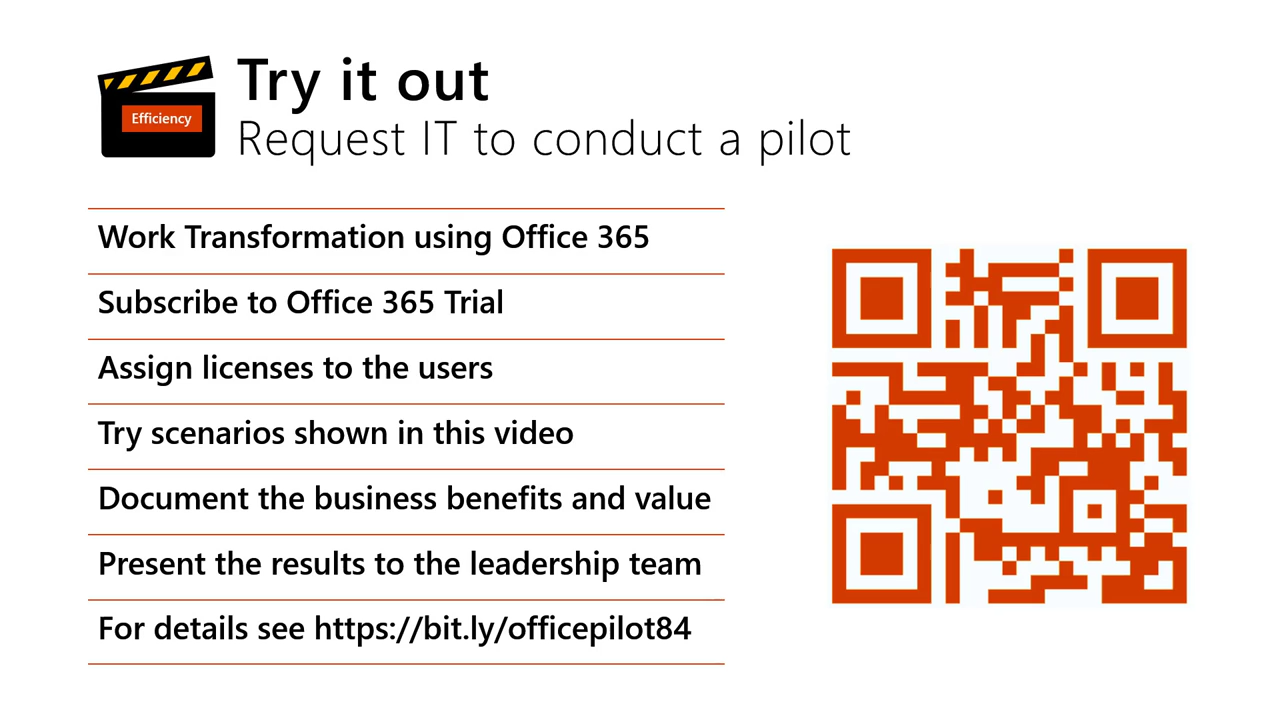 Efficiency
Try it out
Request IT to conduct a pilot
Work Transformation using Office 365
Subscribe to Office 365 Trial
Assign licenses to the users
Try scenarios shown in this video
Document the business benefits and value
Present the results to the leadership team
For details see https://bit.ly/officepilot84